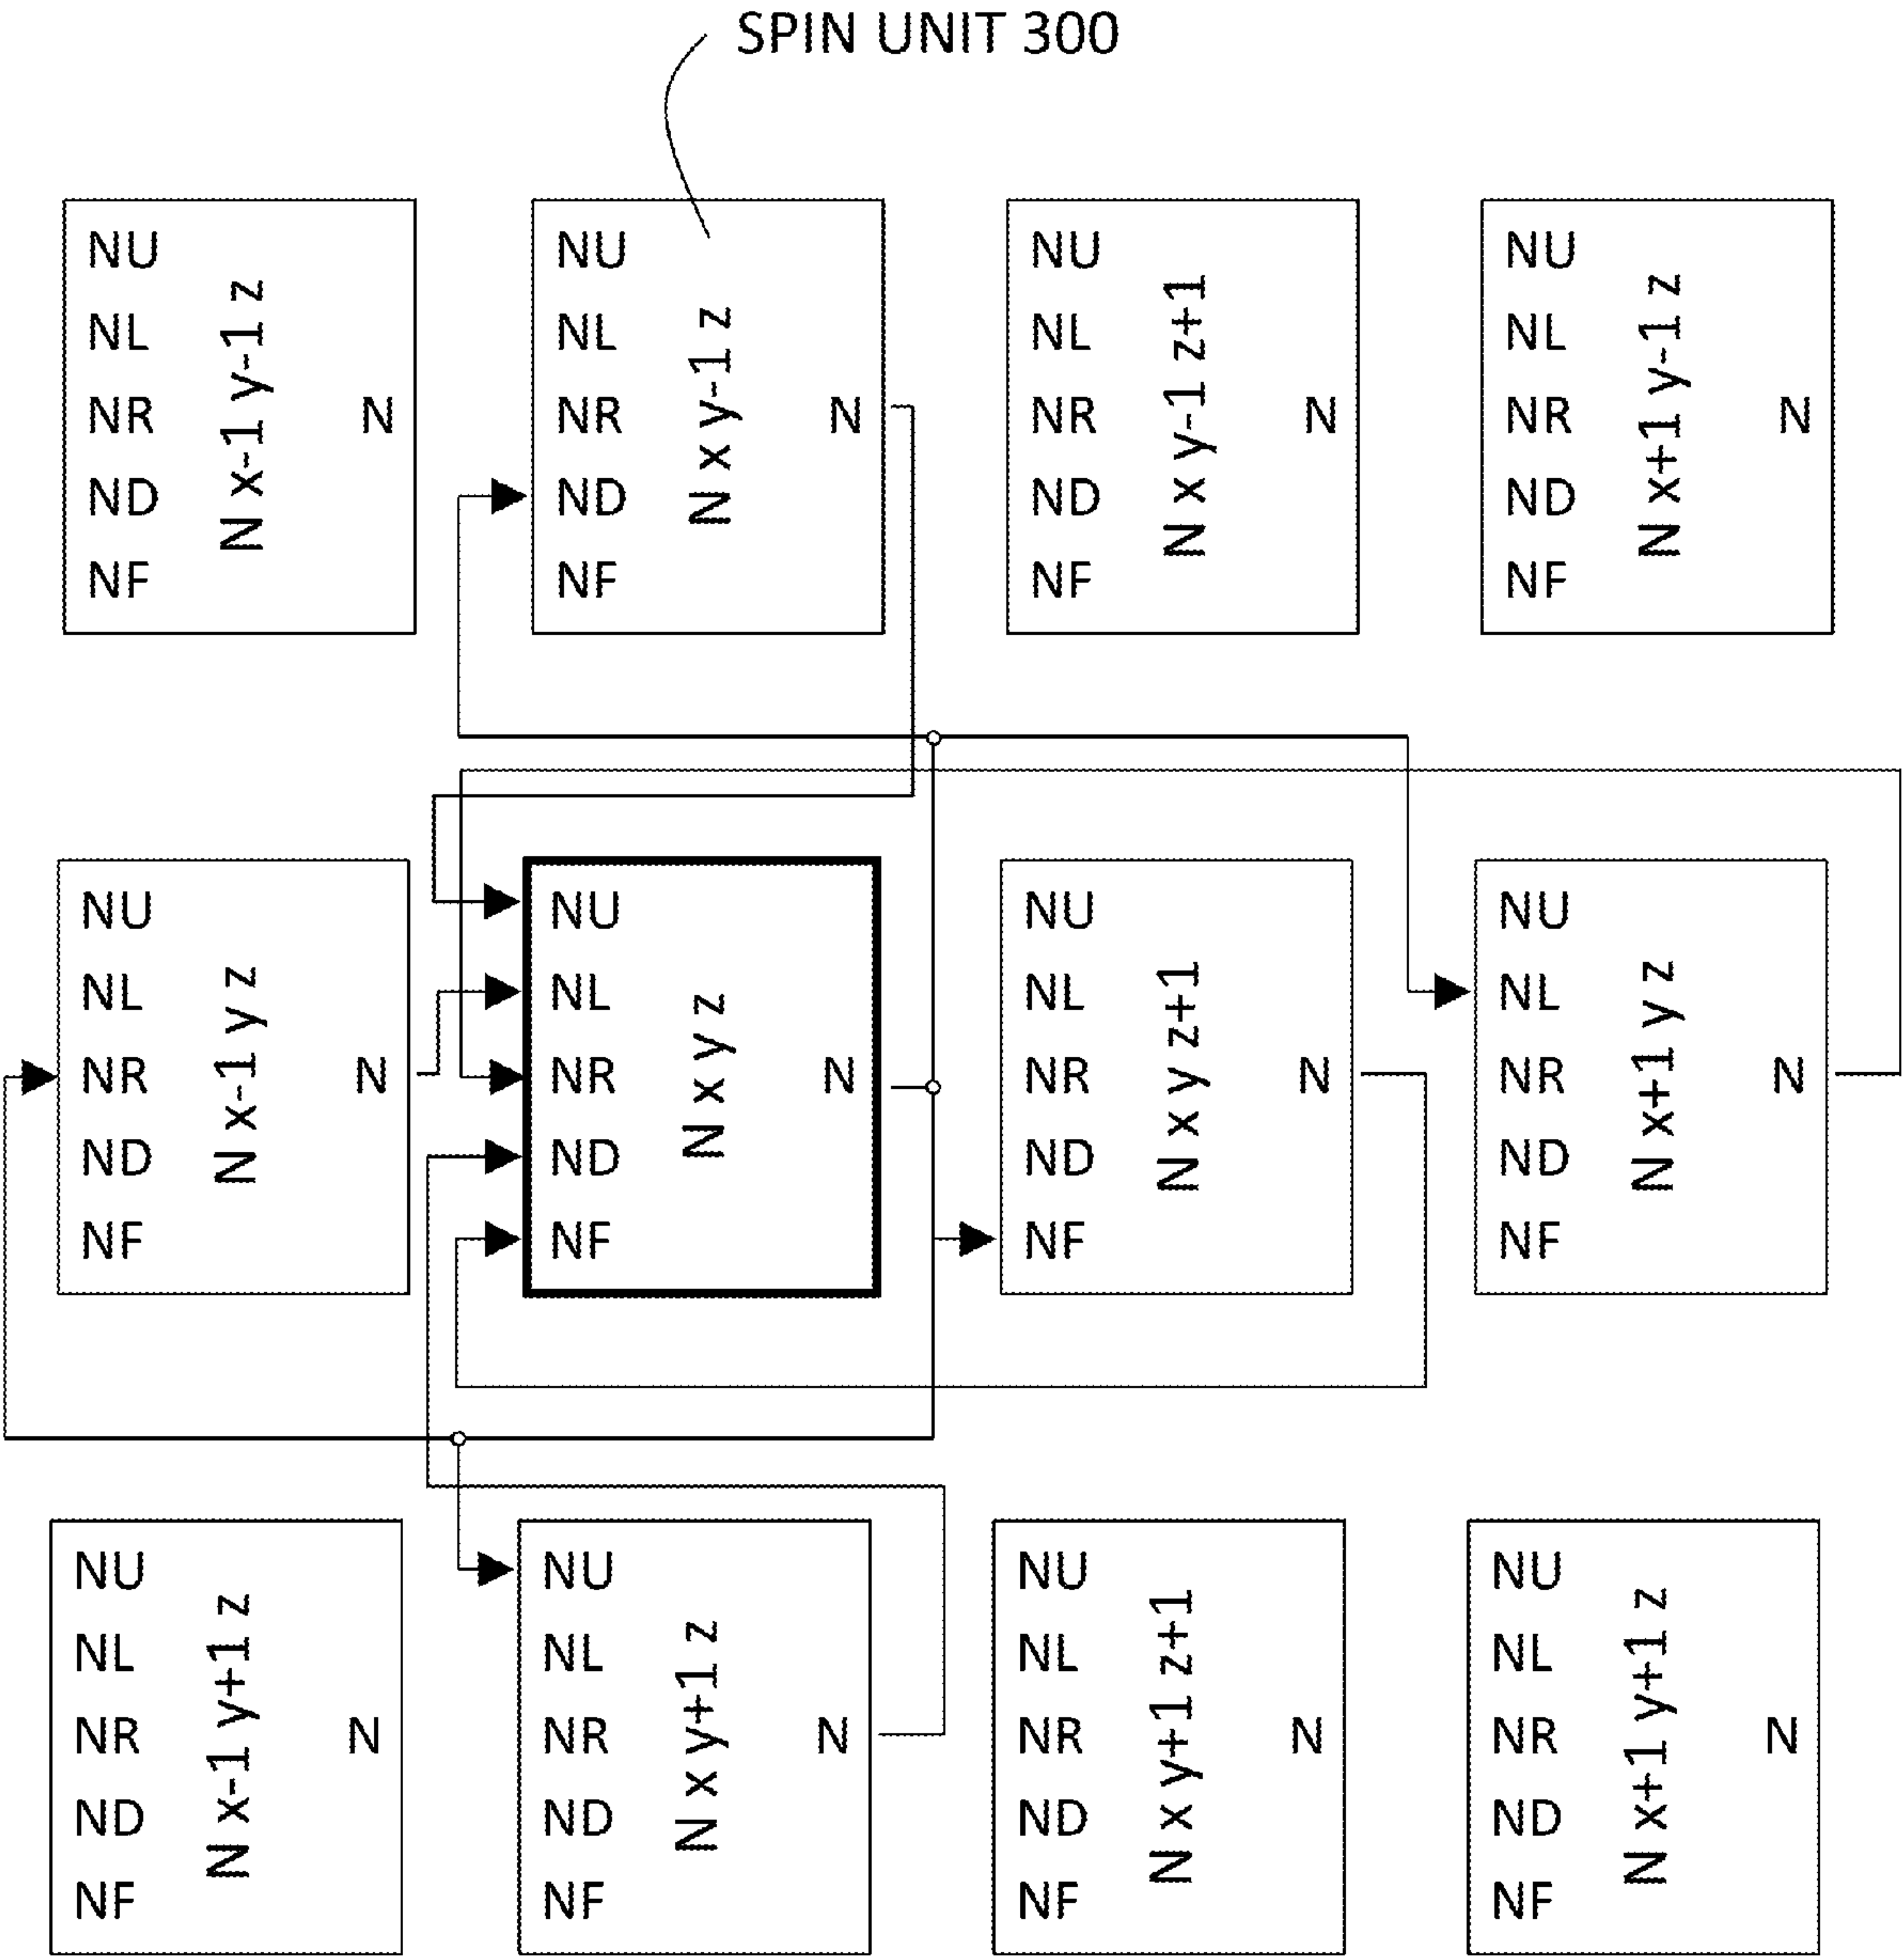 SPIN UNIT 300
NU
NL
NR
ND
NF
N x-1 y-1 z
N
NU
NL
NR
ND
NF
N x y-1 z
N
NU
NL
NR
ND
NF
N x y-1 z+1
N
NU
NL
NR
ND
NF
N x+1 y-1 z
N
NU
NL
NR
ND
NF
N x-1 y z
N
NU
NL
NR
ND
NF
N x y z
N
NU
NL
NR
ND
NF
N x y z+1
N
NU
NL
NR
ND
NF
N x+1 y z
N
NU
NL
NR
ND
NF
N x-1 y+1 z
N
NU
NL
NR
ND
NF
N x y+1 z
N
NU
NL
NR
ND
NF
N x y+1 z+1
N
NU
NL
NR
ND
NF
N x+1 y+1 z
N